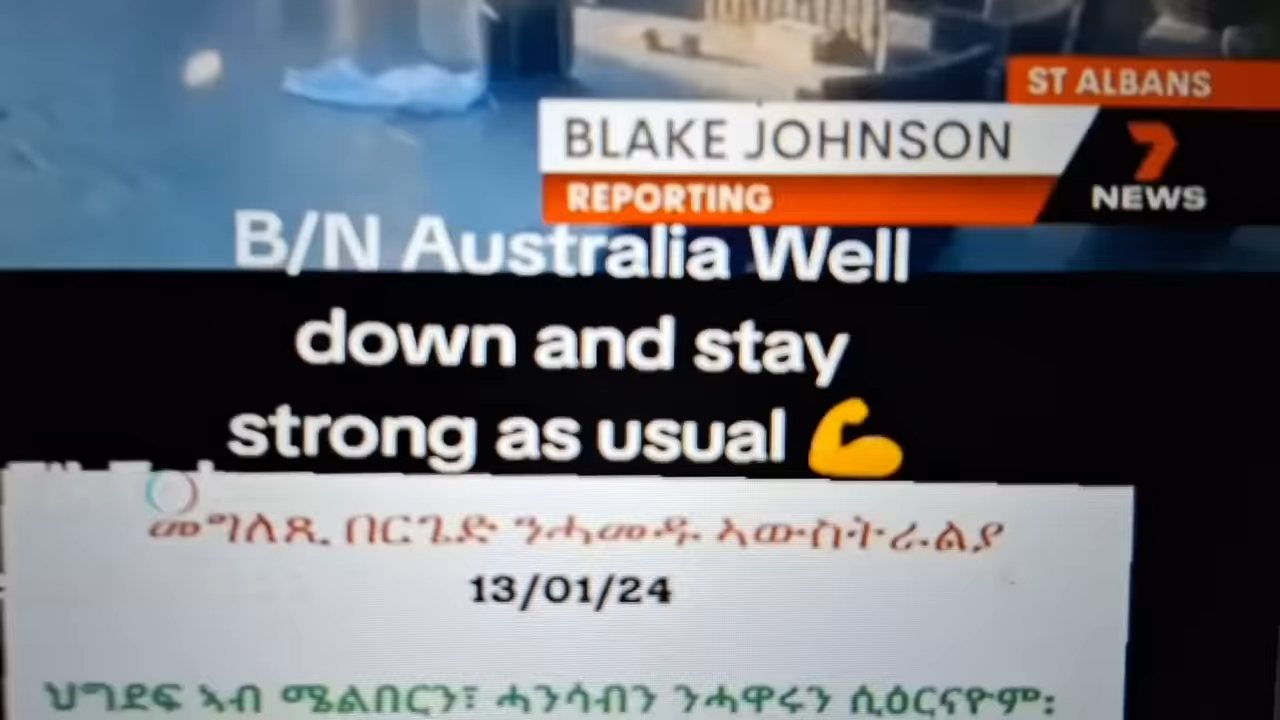 ST ALBANS
BLAKE JOHNSON
7
REPORTING
NEWS
B/N Australia Well
down and stay
strong as usual 💪
መግለጺ በርጌድ ንሓመዱ ኣውስትራልያ
13/01/24
ህግደፍ ኣብ ሜልበርን፣ ሓንሳብን ንሓዋሩን ሲዕርናዮም፡